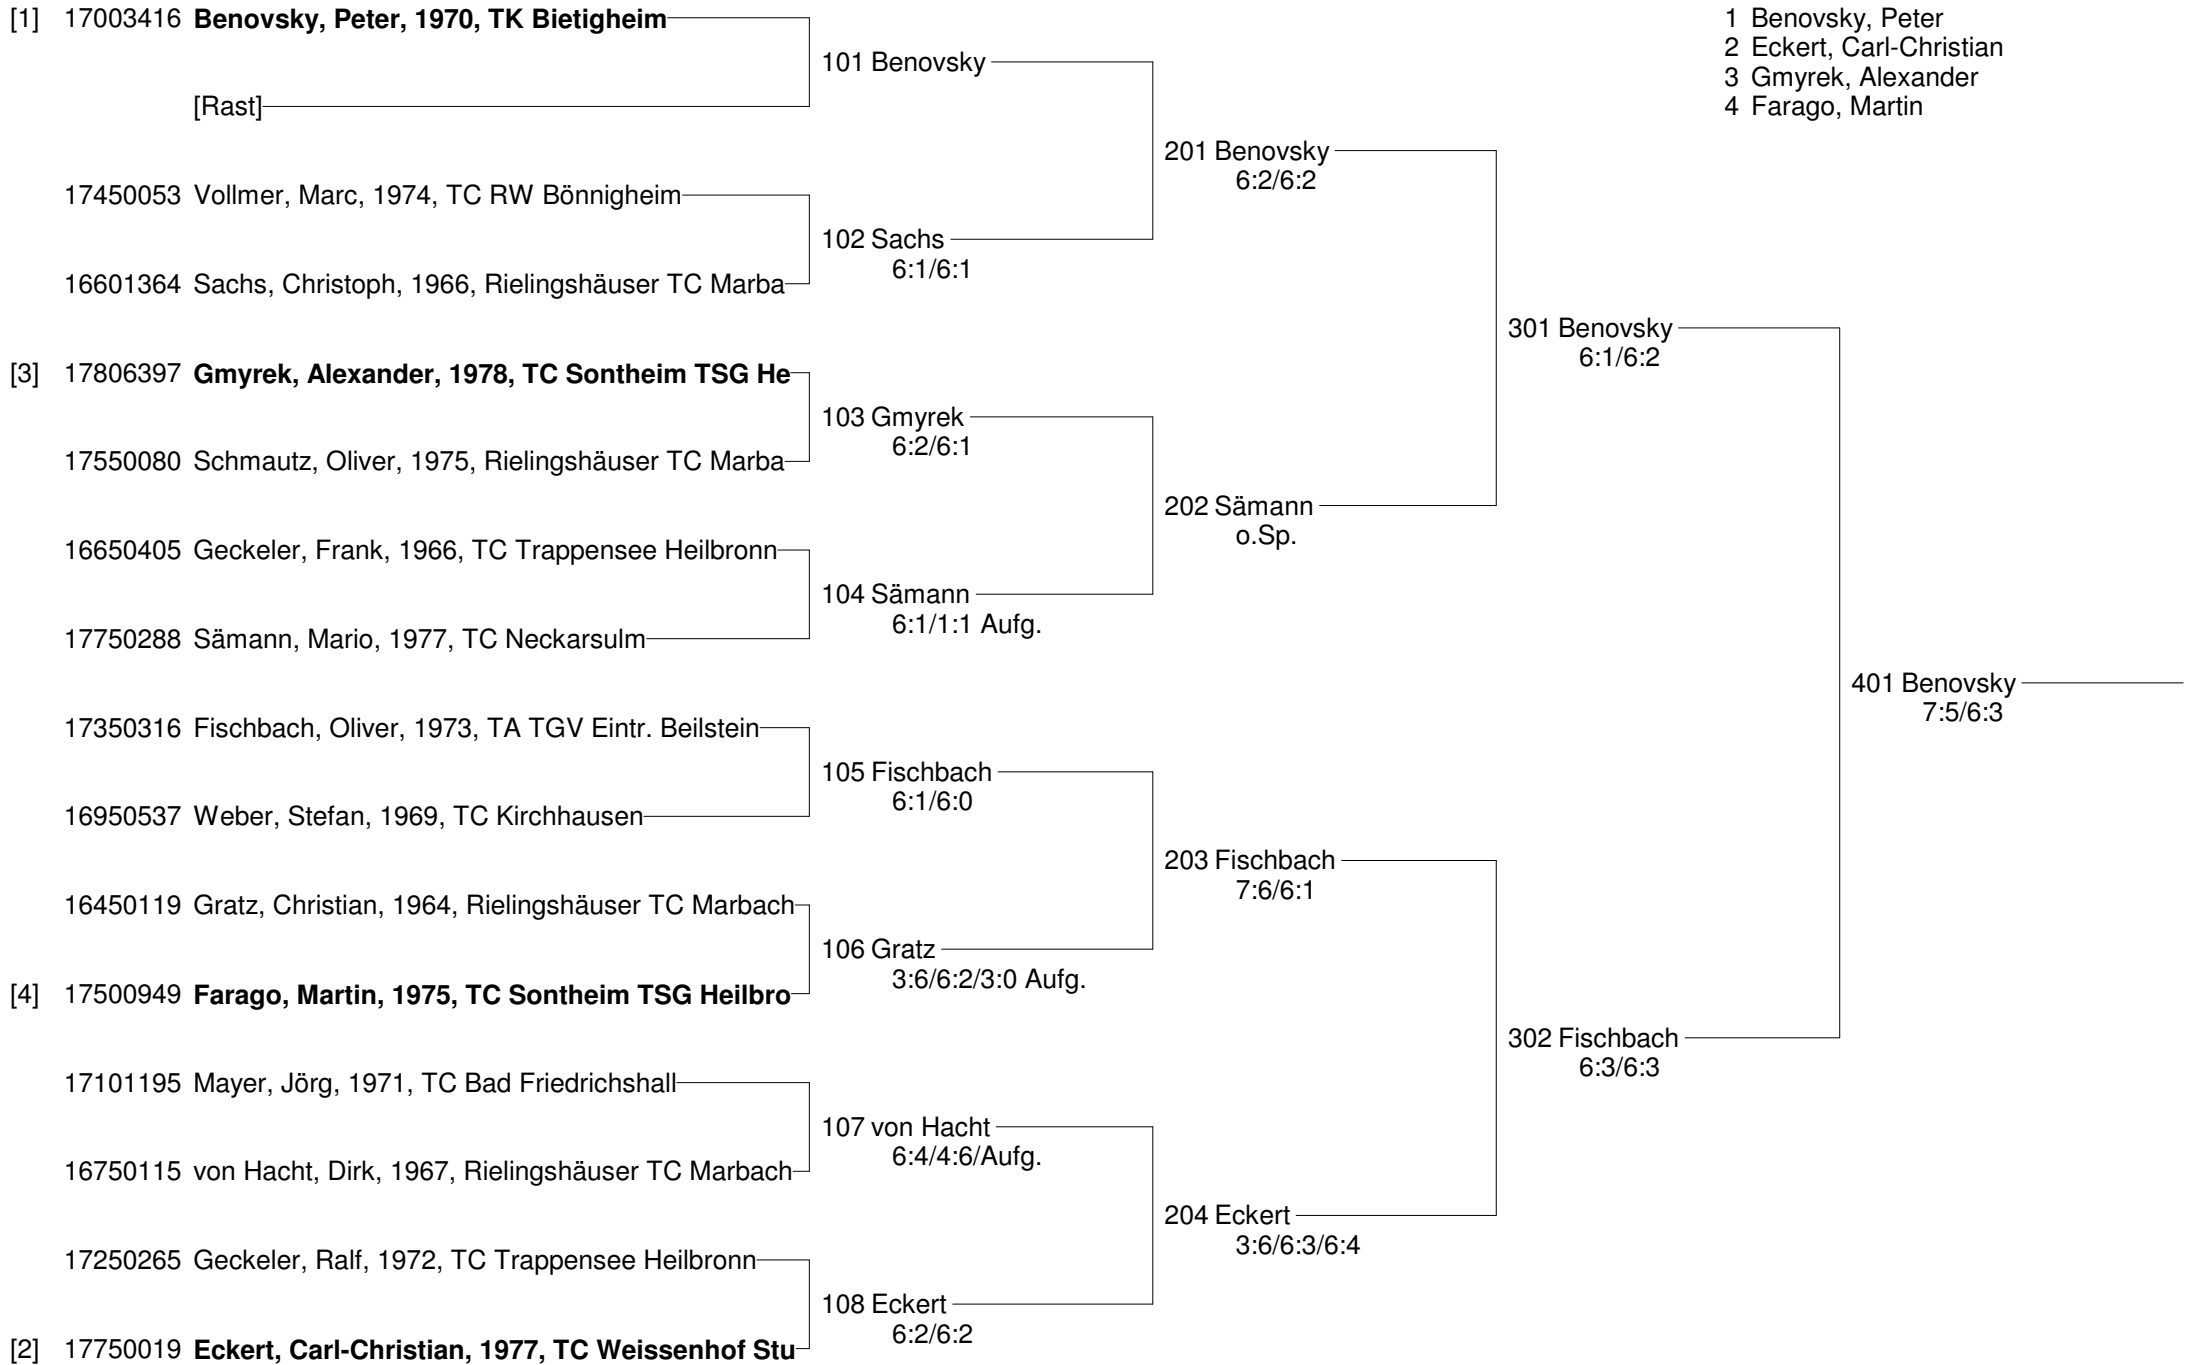 [1] 17003416 Benovsky, Peter, 1970, TK Bietigheim
[Rast]
17450053 Vollmer, Marc, 1974, TC RW Bönnigheim
16601364 Sachs, Christoph, 1966, Rielingshäuser TC Marba
[3] 17806397 Gmyrek, Alexander, 1978, TC Sontheim TSG He
17550080 Schmautz, Oliver, 1975, Rielingshäuser TC Marba
16650405 Geckeler, Frank, 1966, TC Trappensee Heilbronn
17750288 Sämann, Mario, 1977, TC Neckarsulm
17350316 Fischbach, Oliver, 1973, TA TGV Eintr. Beilstein
16950537 Weber, Stefan, 1969, TC Kirchhausen
16450119 Gratz, Christian, 1964, Rielingshäuser TC Marbach
[4] 17500949 Farago, Martin, 1975, TC Sontheim TSG Heilbro
17101195 Mayer, Jörg, 1971, TC Bad Friedrichshall
16750115 von Hacht, Dirk, 1967, Rielingshäuser TC Marbach
17250265 Geckeler, Ralf, 1972, TC Trappensee Heilbronn
[2] 17750019 Eckert, Carl-Christian, 1977, TC Weissenhof Stu
101 Benovsky
102 Sachs
6:1/6:1
103 Gmyrek
6:2/6:1
104 Sämann
6:1/1:1 Aufg.
105 Fischbach
6:1/6:0
106 Gratz
3:6/6:2/3:0 Aufg.
107 von Hacht
6:4/4:6/Aufg.
108 Eckert
6:2/6:2
201 Benovsky
6:2/6:2
202 Sämann
o.Sp.
203 Fischbach
7:6/6:1
204 Eckert
3:6/6:3/6:4
301 Benovsky
6:1/6:2
302 Fischbach
6:3/6:3
401 Benovsky
7:5/6:3
1 Benovsky, Peter
2 Eckert, Carl-Christian
3 Gmyrek, Alexander
4 Farago, Martin